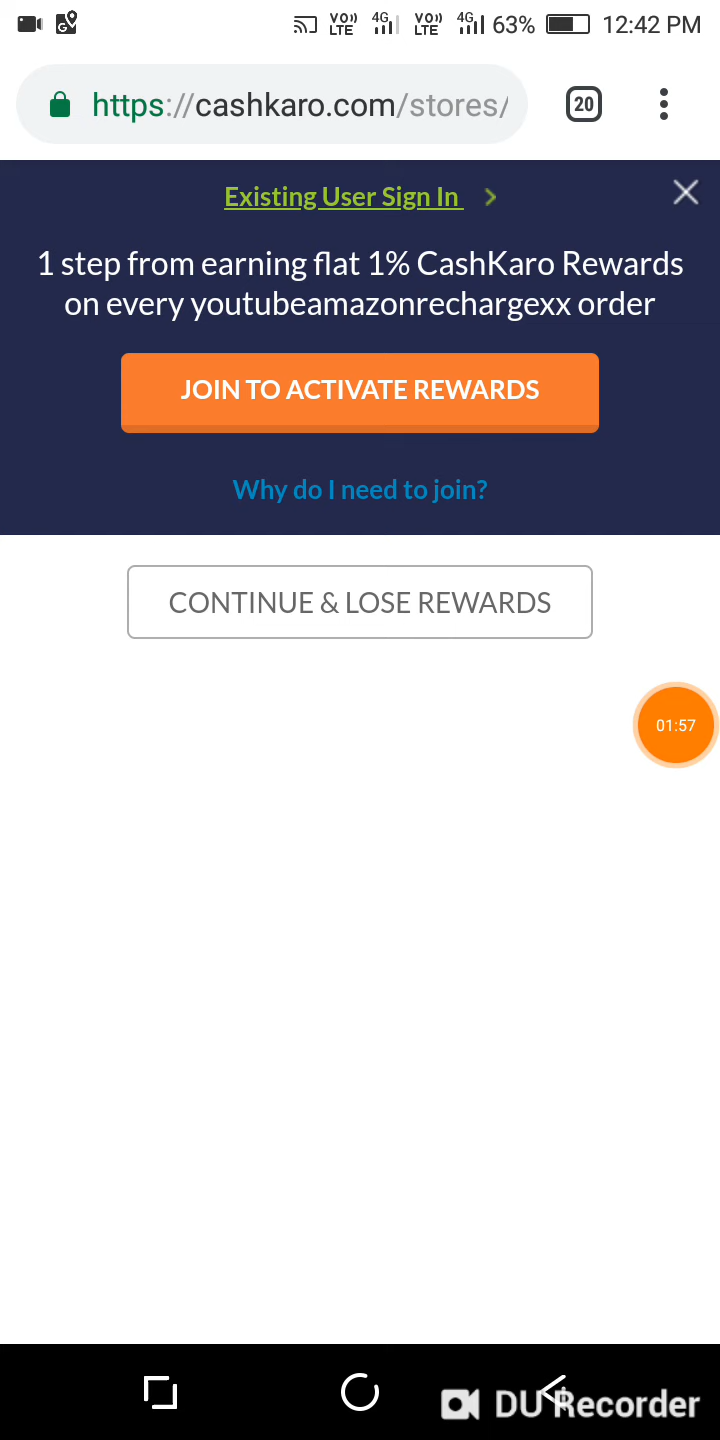 VO)) LTE 4G VO)) LTE 4G 63% 12:42 PM
https://cashkaro.com/stores/
20
Existing User Sign In
1 step from earning flat 1% CashKaro Rewards
on every youtubeamazonrechargexx order
JOIN TO ACTIVATE REWARDS
Why do I need to join?
CONTINUE & LOSE REWARDS
01:57
DU Recorder